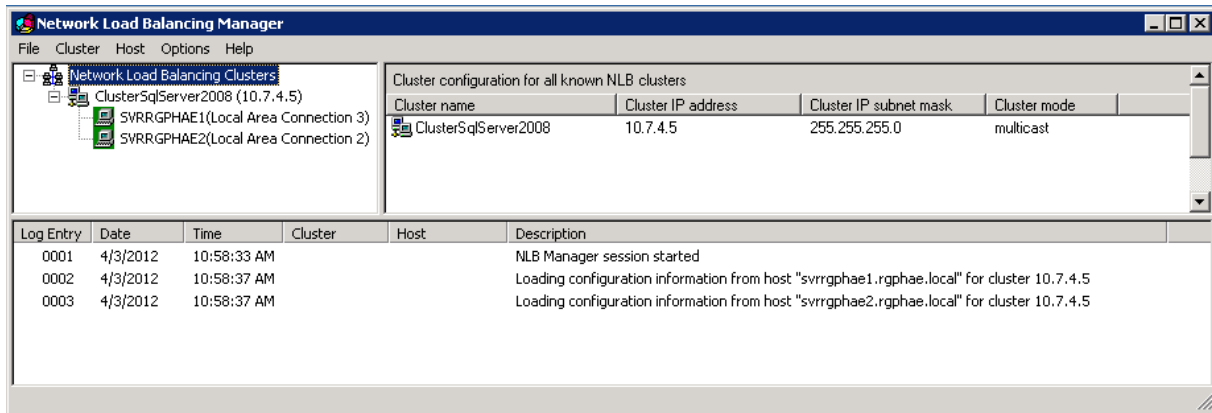 Network Load Balancing Manager
File Cluster Host Options Help
Network Load Balancing Clusters
ClusterSqlServer2008 (10.7.4.5)
SVRRGPHAE1(Local Area Connection 3)
SVRRGPHAE2(Local Area Connection 2)
Cluster configuration for all known NLB clusters
Cluster name Cluster IP address Cluster IP subnet mask Cluster mode
ClusterSqlServer2008 10.7.4.5 255.255.255.0 multicast
Log Entry Date Time Cluster Host Description
0001 4/3/2012 10:58:33 AM NLB Manager session started
0002 4/3/2012 10:58:37 AM Loading configuration information from host "svrrgphae1.rgphae.local" for cluster 10.7.4.5
0003 4/3/2012 10:58:37 AM Loading configuration information from host "svrrgphae2.rgphae.local" for cluster 10.7.4.5